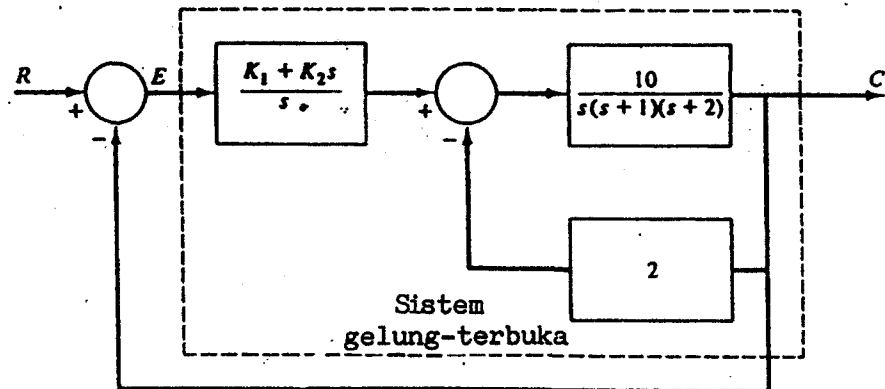 R
+
-
E
K₁ + K₂s
s
+
-
10
s(s + 1)(s + 2)
C
2
Sistem
gelung-terbuka